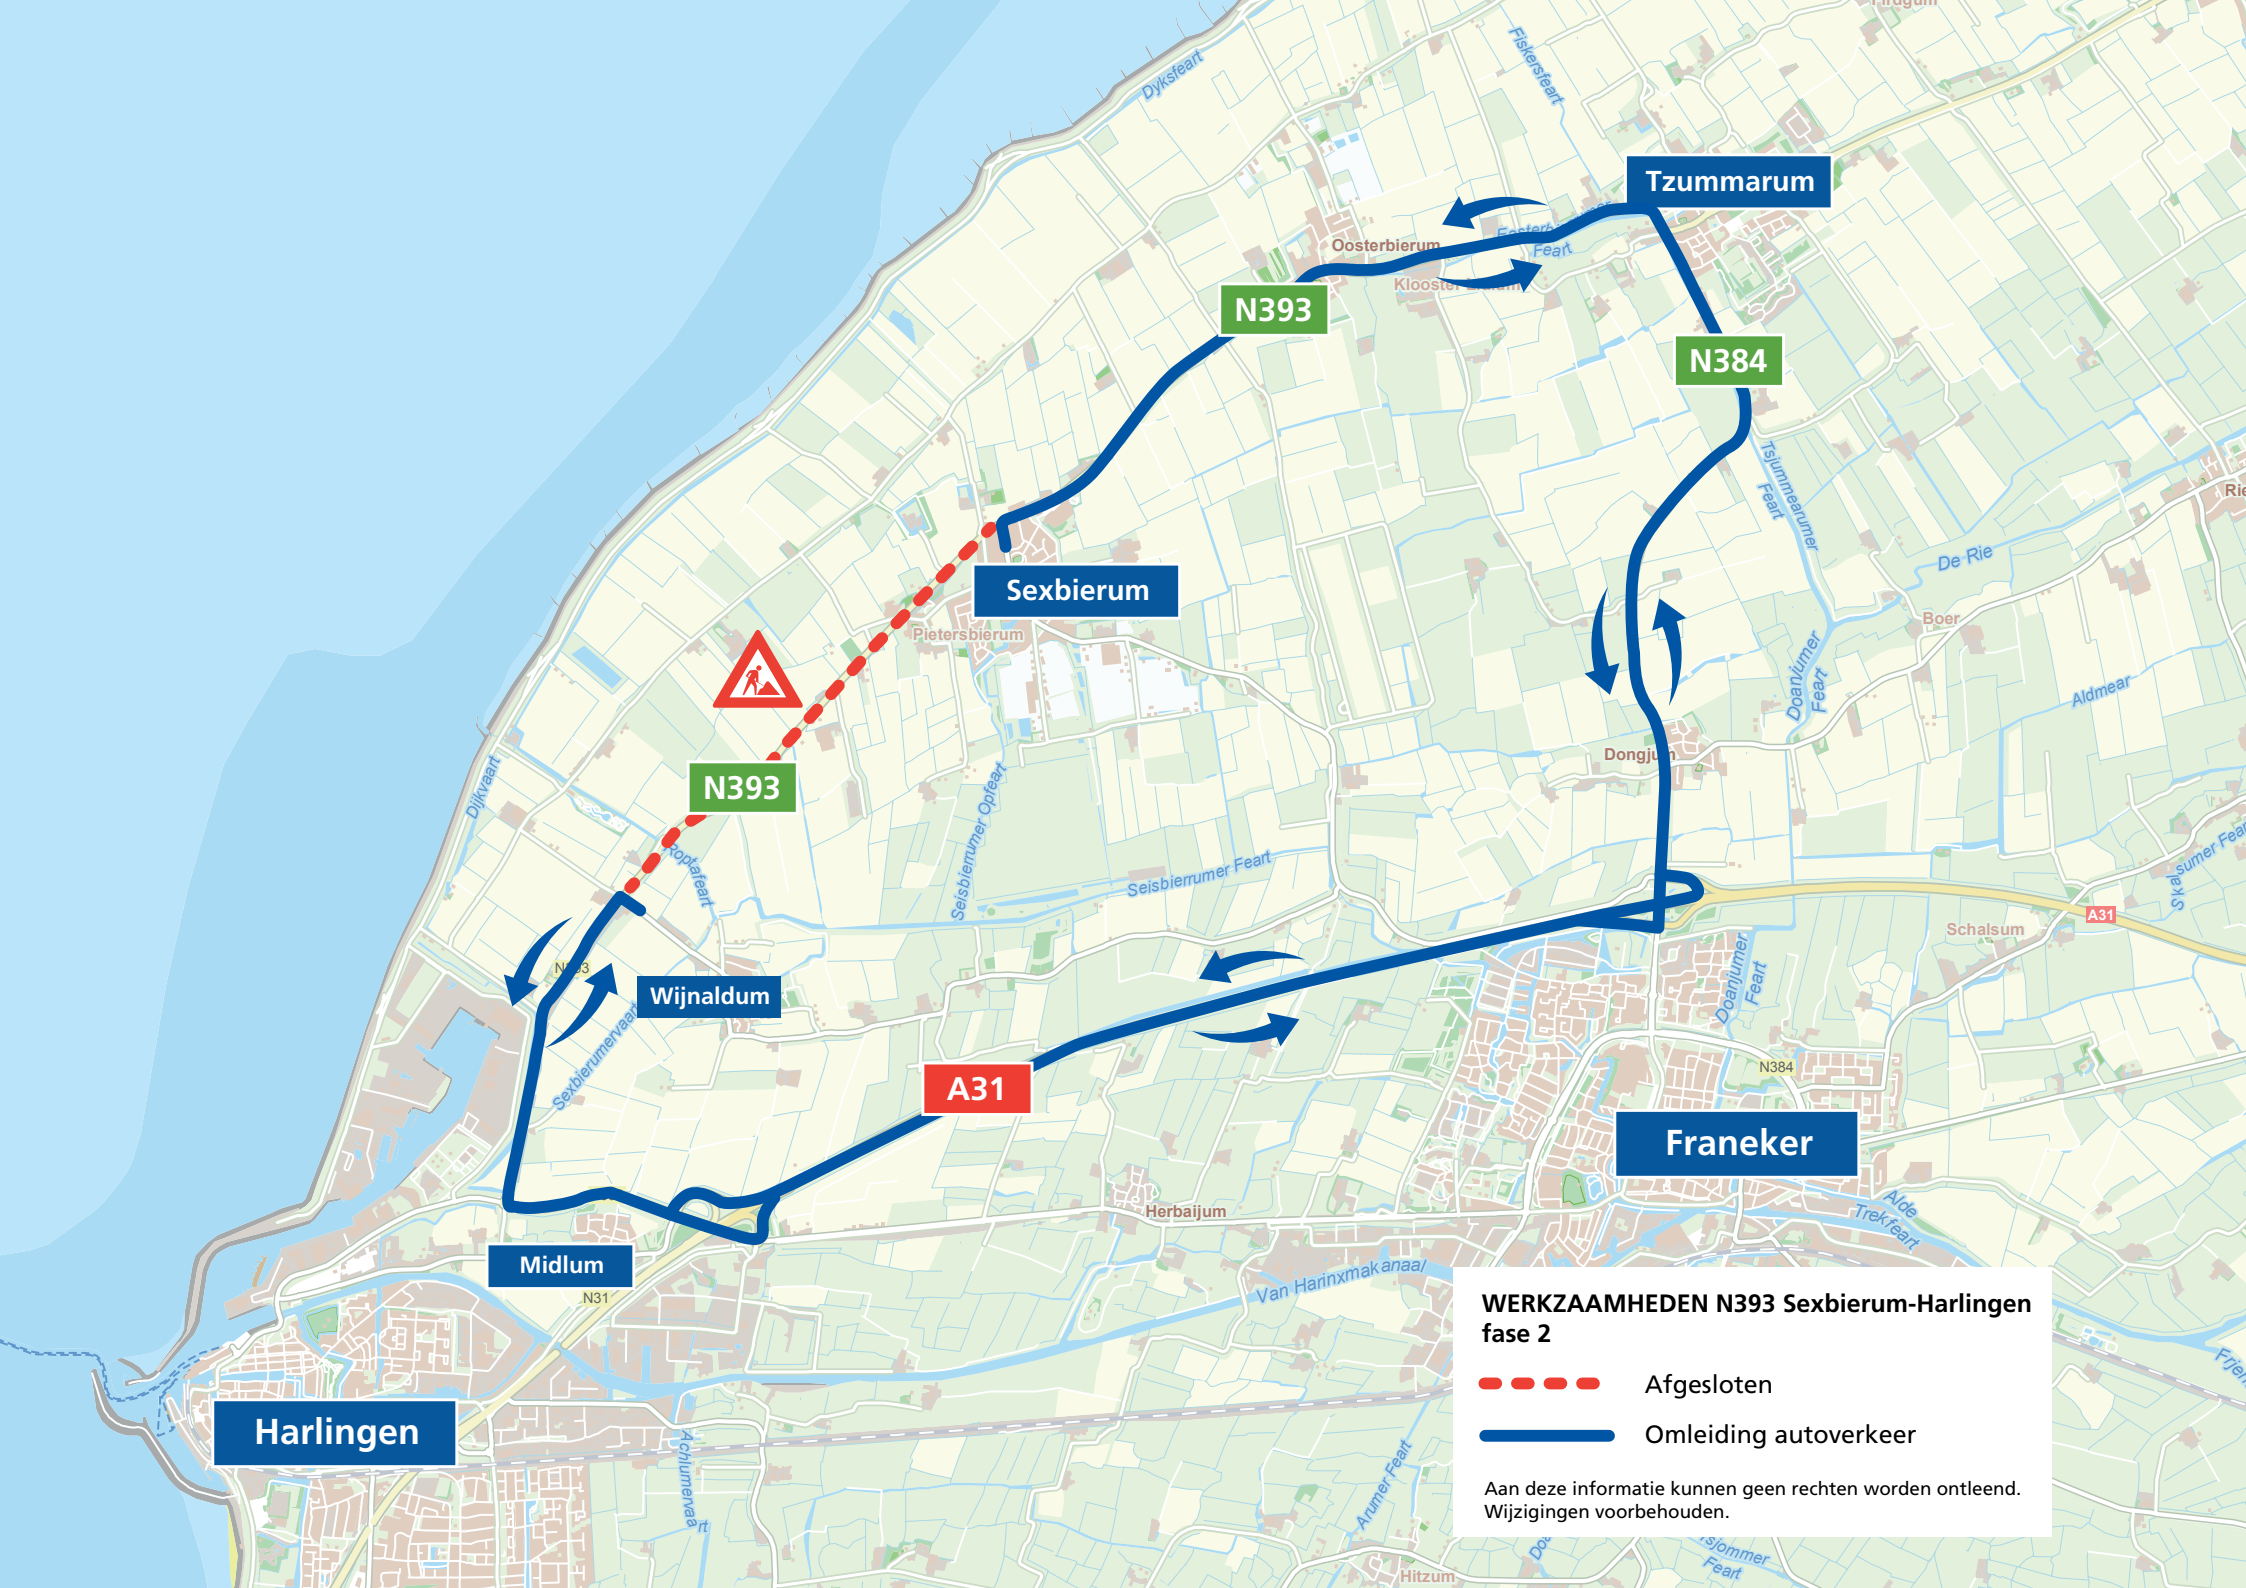 Dyksfeart
Fiskersfeart
Tzummarum
Oosterbierum
Feart
N393
N384
Tsjummearumer
Feart
Sexbierum
Pietersbierum
De Rie
Boer
Doanjumer
Feart
Aldmear
Dongjum
N393
Dijkvaart
Roptafeart
Seisbierrumer Opfeart
Seisbierrumer Feart
A31
Schalsum
Doanjumer
Feart
Wijnaldum
Sexbierumervaart
A31
N384
Franeker
Herbaijum
Alde
Trekfeart
Midlum
N31
Van Harinxmakanaal
Harlingen
Achlumervaart
Arumer Feart
Hitzum
Feart
WERKZAAMHEDEN N393 Sexbierum-Harlingen
fase 2
Afgesloten
Omleiding autoverkeer
Aan deze informatie kunnen geen rechten worden ontleend.
Wijzigingen voorbehouden.